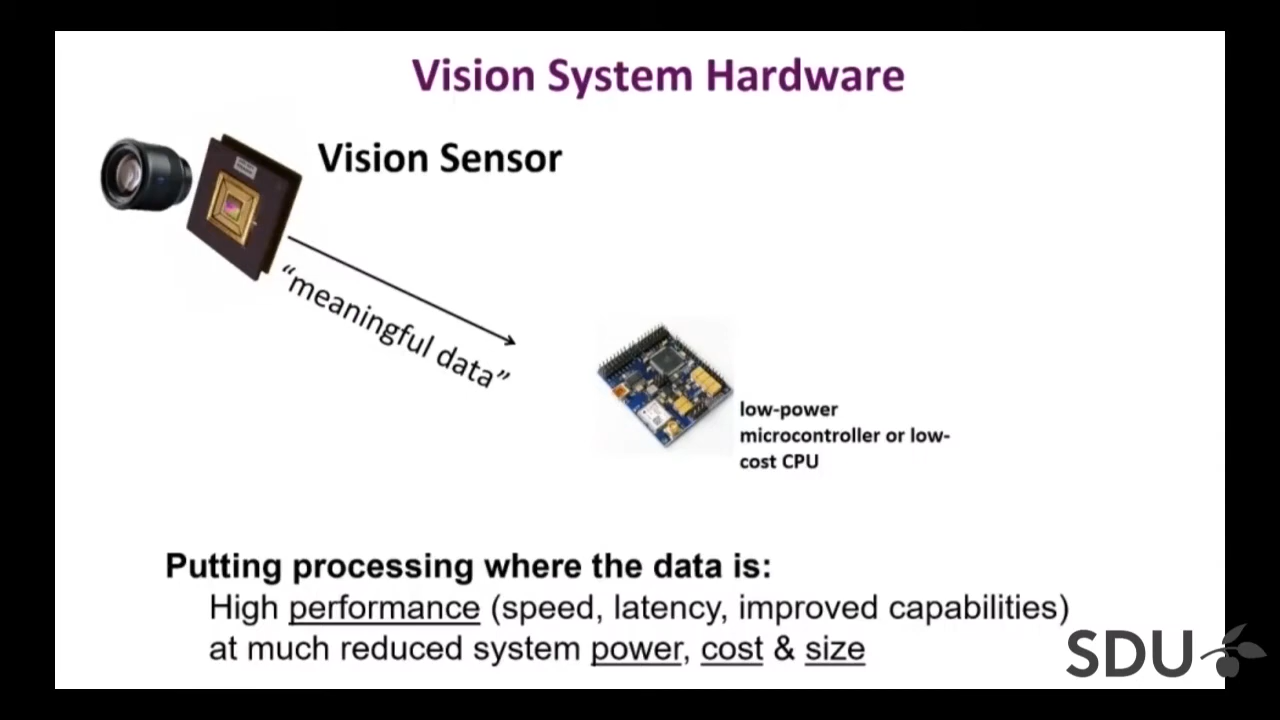 Vision System Hardware
Vision Sensor
“meaningful data”
low-power
microcontroller or low-
cost CPU
Putting processing where the data is:
High performance (speed, latency, improved capabilities)
at much reduced system power, cost & size
SDU